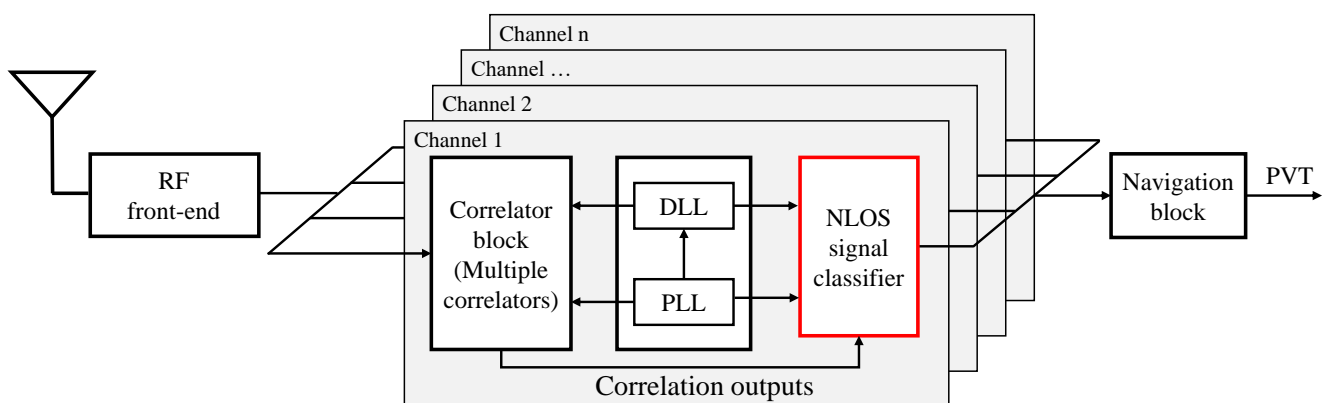 Channel n
Channel …
Channel 2
Channel 1
RF
front-end
Correlator
block
(Multiple
correlators)
DLL
PLL
NLOS
signal
classifier
Correlation outputs
Navigation
block
PVT